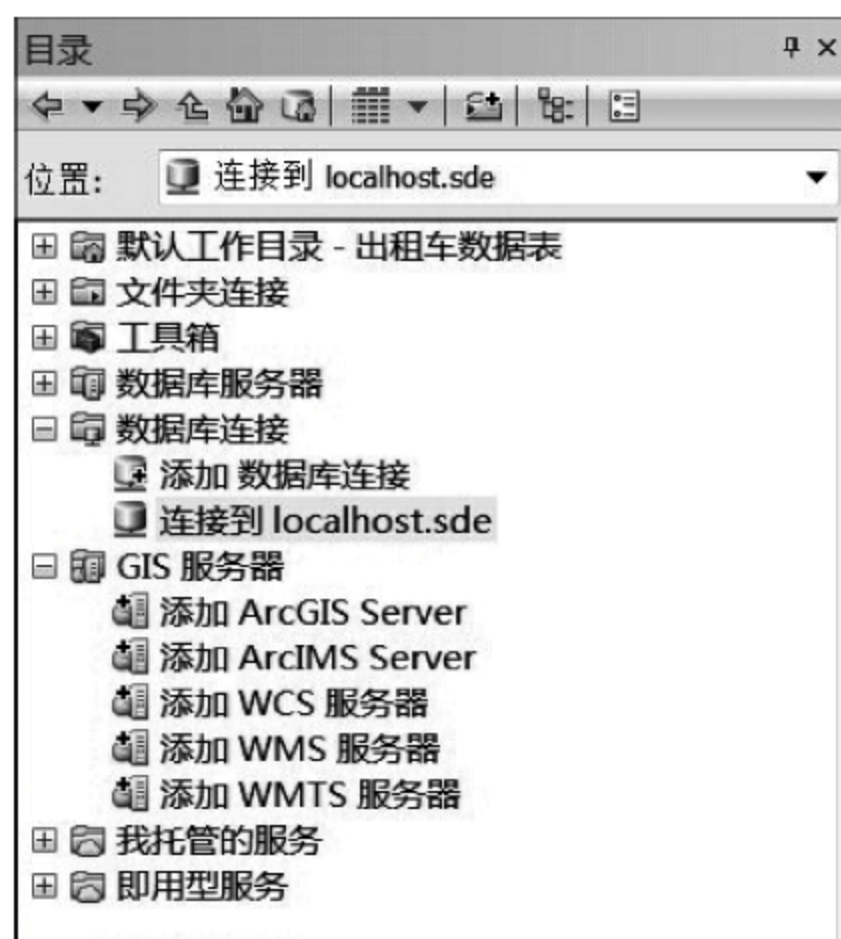 目录
位置: 连接到 localhost.sde
默认工作目录 - 出租车数据表
文件夹连接
工具箱
数据库服务器
数据库连接
添加 数据库连接
连接到 localhost.sde
GIS 服务器
添加 ArcGIS Server
添加 ArcIMS Server
添加 WCS 服务器
添加 WMS 服务器
添加 WMTS 服务器
我托管的服务
即用型服务